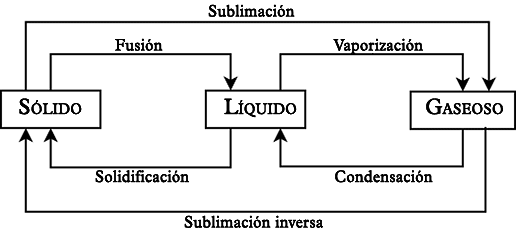 Sublimación
Fusión
Vaporización
SÓLIDO
LÍQUIDO
GASEOSO
Solidificación
Condensación
Sublimación inversa